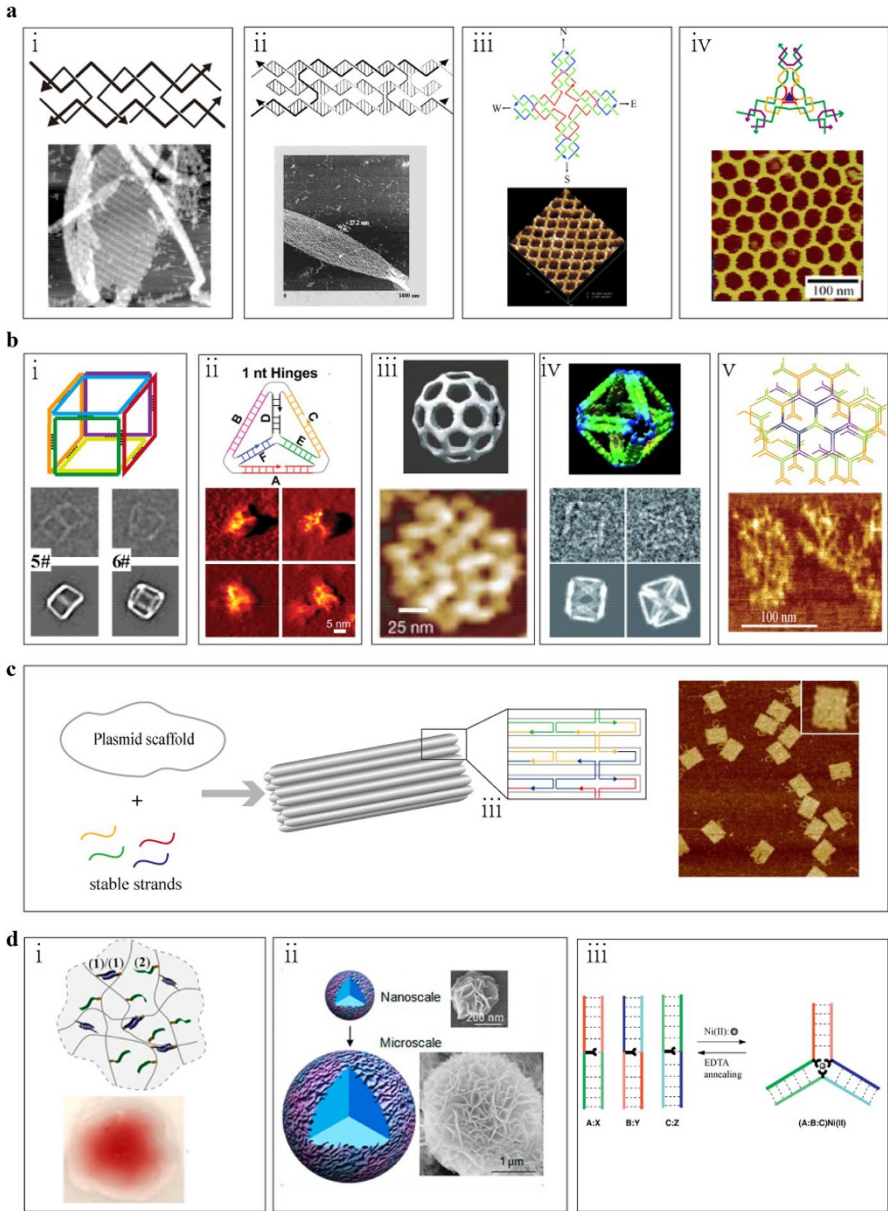 a
i
ii
iii
iv
N
W
E
S
100 nm
b
i
ii
iii
iv
V
1 nt Hinges
B
D
C
F
E
A
5#
6#
5 nm
25 nm
100 nm
c
Plasmid scaffold
+
stable strands
iii
d
i
ii
iii
(1)/(1)
(2)
Nanoscale
200 nm
Microscale
1 µm
Ni(II):
EDTA
annealing
A:X
B:Y
C:Z
(A:B:C)Ni(II)